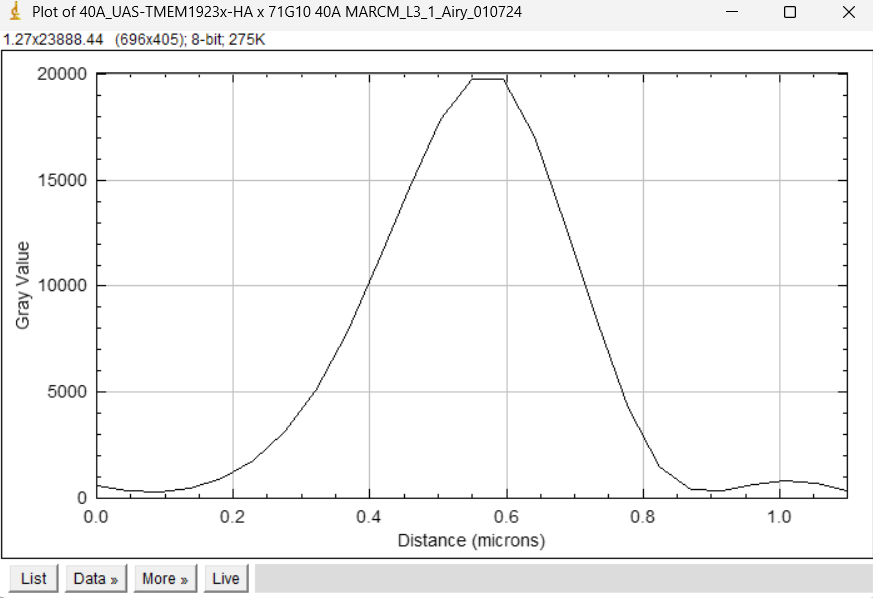 Plot of 40A_UAS-TMEM1923x-HA x 71G10 40A MARCM_L3_1_Airy_010724
1.27x23888.44 (696x405); 8-bit; 275K
20000
15000
10000
5000
0
Gray Value
0.0 0.2 0.4 0.6 0.8 1.0
Distance (microns)
List Data » More » Live